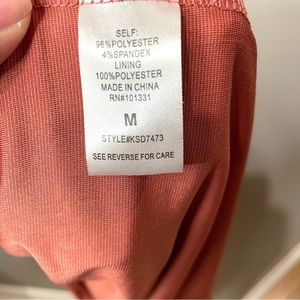 SELF:
96%POLYESTER
4%SPANDEX
LINING
100%POLYESTER
MADE IN CHINA
RN#101331
M
STYLE#KSD7473
SEE REVERSE FOR CARE